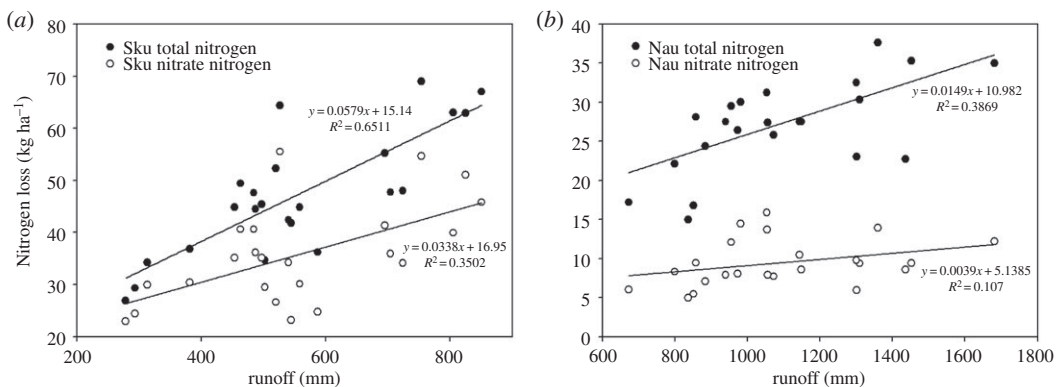 (a)
80
70
60
50
40
30
20
Nitrogen loss (kg ha−1)
Sku total nitrogen
Sku nitrate nitrogen
y=0.0579x+15.14
R2=0.6511
y=0.0338x+16.95
R2=0.3502
200 400 600 800
runoff (mm)
(b)
40
35
30
25
20
15
10
5
0
Nau total nitrogen
Nau nitrate nitrogen
y=0.0149x+10.982
R2=0.3869
y=0.0039x+5.1385
R2=0.107
600 800 1000 1200 1400 1600 1800
runoff (mm)